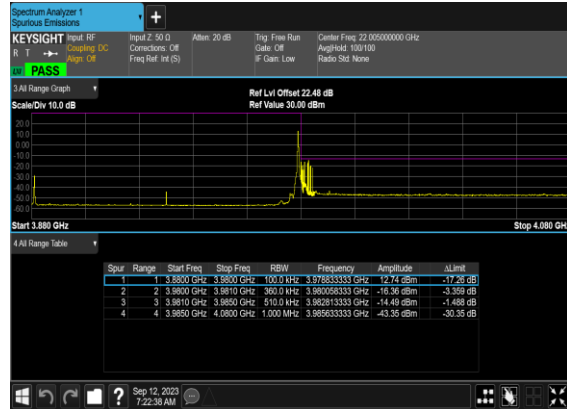 Spectrum Analyzer 1
Spurious Emissions
+
KEYSIGHT Input: RF Input Z: 50 Ω Atten: 20 dB Trig: Free Run Center Freq: 22.005000000 GHz
R T Coupling: DC Corrections: Off Gate: Off Avg|Hold: 100/100
Align: Off Freq Ref: Int (S) IF Gain: Low Radio Std: None
PASS
3 All Range Graph
Ref Lvl Offset 22.48 dB
Scale/Div 10.0 dB Ref Value 30.00 dBm
20.0
10.0
0.00
-10.0
-20.0
-30.0
-40.0
-50.0
-60.0
Start 3.880 GHz Stop 4.080 GHz
4 All Range Table
Spur Range Start Freq Stop Freq RBW Frequency Amplitude ΔLimit
1 1 3.8800 GHz 3.9800 GHz 100.0 kHz 3.978833333 GHz 12.74 dBm -17.26 dB
2 2 3.9800 GHz 3.9810 GHz 360.0 kHz 3.980058333 GHz -16.36 dBm -3.359 dB
3 3 3.9810 GHz 3.9850 GHz 510.0 kHz 3.982813333 GHz -14.49 dBm -1.488 dB
4 4 3.9850 GHz 4.0800 GHz 1.000 MHz 3.985633333 GHz -43.35 dBm -30.35 dB
? Sep 12, 2023
7:22:38 AM